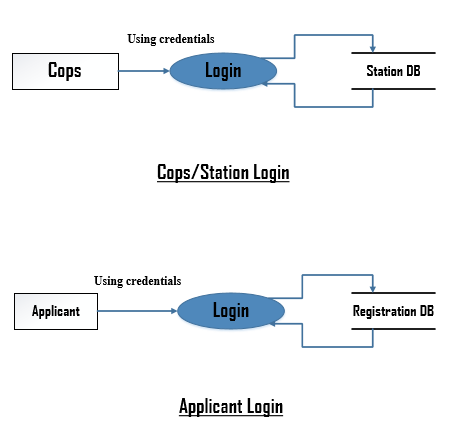 Using credentials
Cops
Login
Station DB
Cops/Station Login
Using credentials
Applicant
Login
Registration DB
Applicant Login